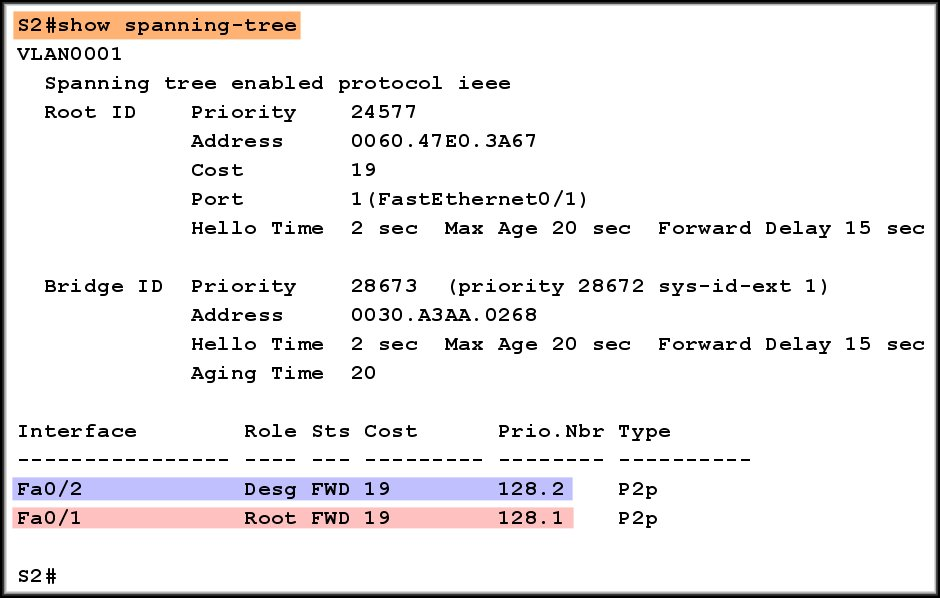 S2#show spanning-tree
VLAN0001
  Spanning tree enabled protocol ieee
  Root ID    Priority    24577
             Address     0060.47E0.3A67
             Cost        19
             Port        1(FastEthernet0/1)
             Hello Time  2 sec  Max Age 20 sec  Forward Delay 15 sec

  Bridge ID  Priority    28673  (priority 28672 sys-id-ext 1)
             Address     0030.A3AA.0268
             Hello Time  2 sec  Max Age 20 sec  Forward Delay 15 sec
             Aging Time  20

Interface        Role Sts Cost      Prio.Nbr Type
---------------- ---- --- --------- -------- ----------
Fa0/2            Desg FWD 19        128.2    P2p
Fa0/1            Root FWD 19        128.1    P2p

S2#